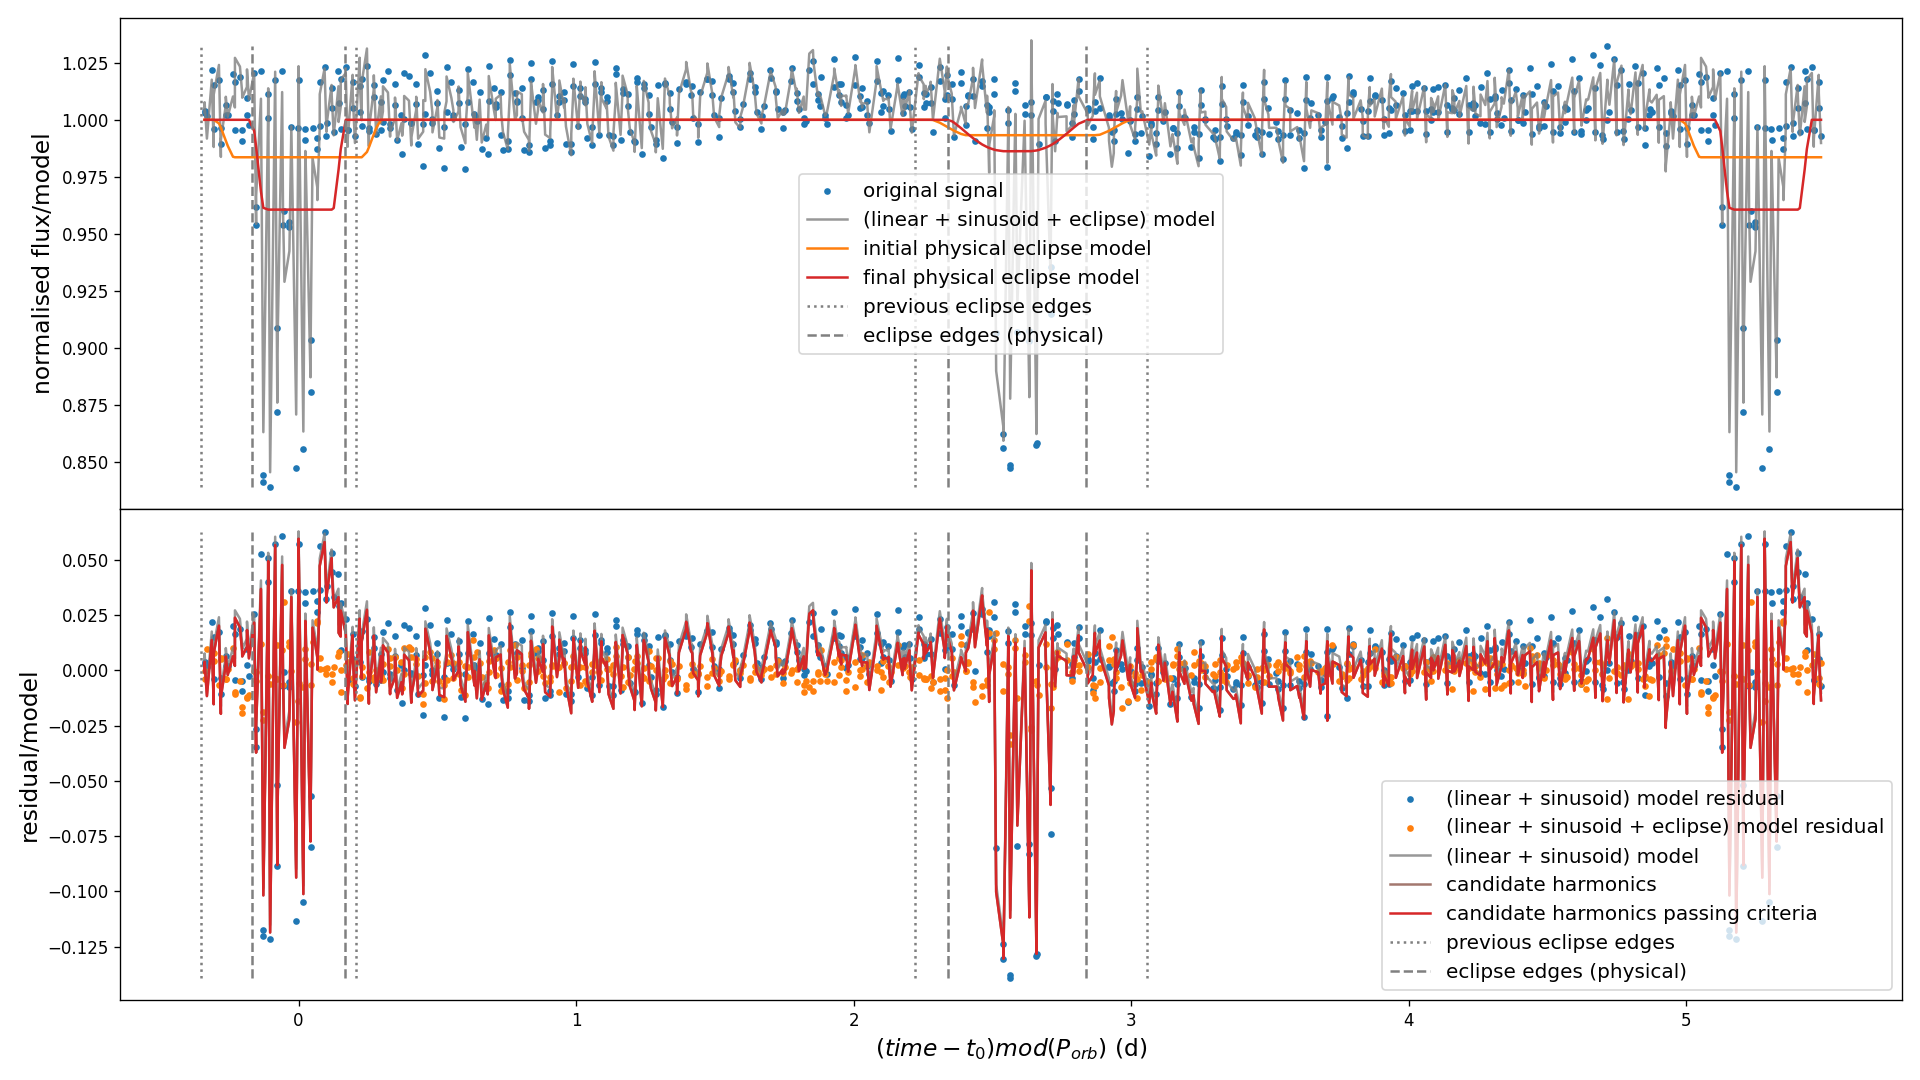 normalised flux/model
1.025
1.000
0.975
0.950
0.925
0.900
0.875
0.850
original signal
(linear + sinusoid + eclipse) model
initial physical eclipse model
final physical eclipse model
previous eclipse edges
eclipse edges (physical)
residual/model
0.050
0.025
0.000
−0.025
−0.050
−0.075
−0.100
−0.125
(linear + sinusoid) model residual
(linear + sinusoid + eclipse) model residual
(linear + sinusoid) model
candidate harmonics
candidate harmonics passing criteria
previous eclipse edges
eclipse edges (physical)
0 1 2 3 4 5
(time − t₀)mod(P_orb) (d)